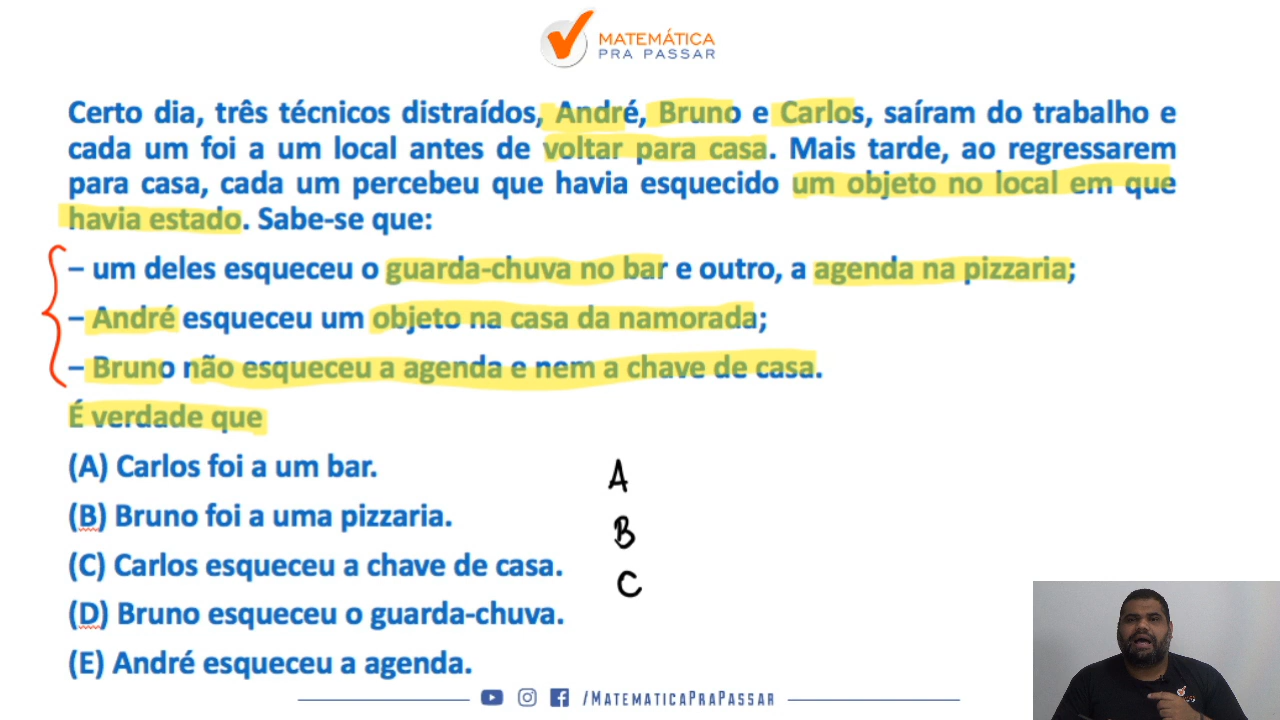 MATEMÁTICA
PRA PASSAR
Certo dia, três técnicos distraídos, André, Bruno e Carlos, saíram do trabalho e
cada um foi a um local antes de voltar para casa. Mais tarde, ao regressarem
para casa, cada um percebeu que havia esquecido um objeto no local em que
havia estado. Sabe-se que:
– um deles esqueceu o guarda-chuva no bar e outro, a agenda na pizzaria;
– André esqueceu um objeto na casa da namorada;
– Bruno não esqueceu a agenda e nem a chave de casa.
É verdade que
(A) Carlos foi a um bar.
(B) Bruno foi a uma pizzaria.
(C) Carlos esqueceu a chave de casa.
(D) Bruno esqueceu o guarda-chuva.
(E) André esqueceu a agenda.
A
B
C
/MATEMATICAPRAPASSAR